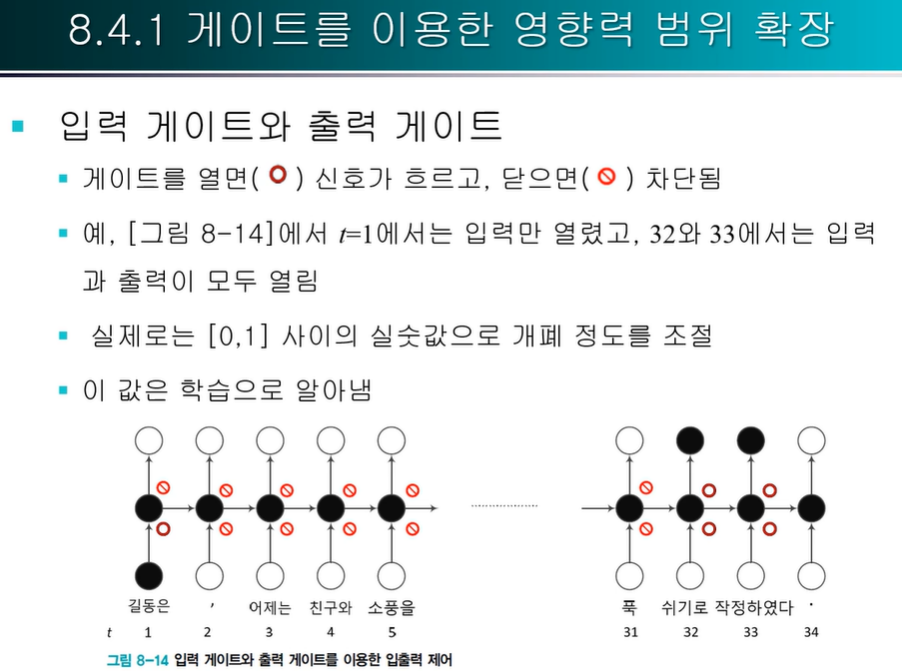 8.4.1 게이트를 이용한 영향력 범위 확장
입력 게이트와 출력 게이트
게이트를 열면( ) 신호가 흐르고, 닫으면( ) 차단됨
예, [그림 8-14]에서 t=1에서는 입력만 열렸고, 32와 33에서는 입력
과 출력이 모두 열림
실제로는 [0,1] 사이의 실숫값으로 개폐 정도를 조절
이 값은 학습으로 알아냄
길동은 , 어제는 친구와 소풍을 푹 쉬기로 작정하였다 .
t 1 2 3 4 5 31 32 33 34
그림 8-14 입력 게이트와 출력 게이트를 이용한 입출력 제어